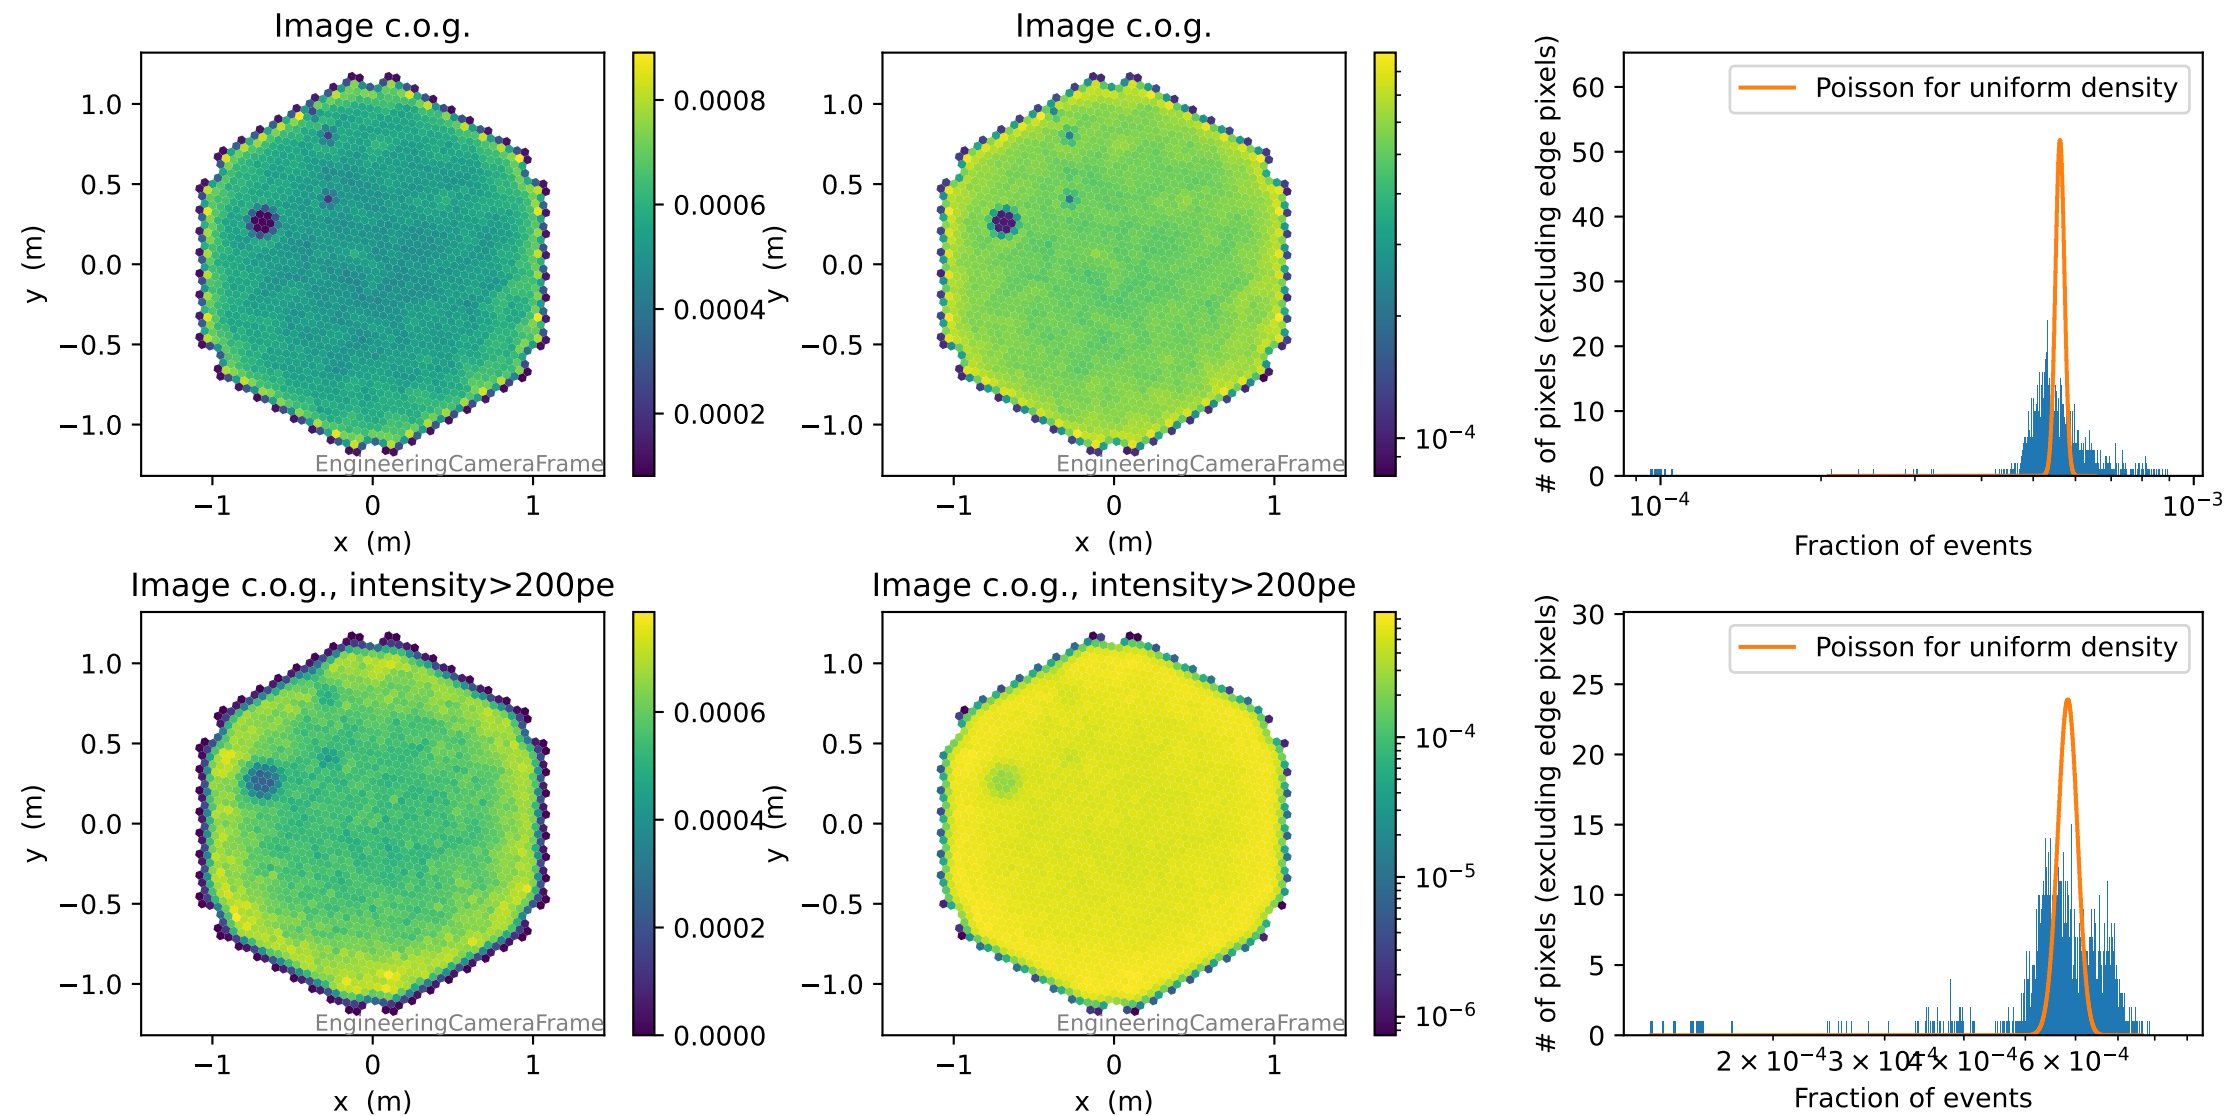 Image c.o.g.
1.0
0.5
0.0
−0.5
−1.0
y (m)
−1
0
1
x (m)
EngineeringCameraFrame
0.0008
0.0006
0.0004
0.0002
Image c.o.g.
1.0
0.5
0.0
−0.5
−1.0
y (m)
−1
0
1
x (m)
EngineeringCameraFrame
10⁻⁴
# of pixels (excluding edge pixels)
60
50
40
30
20
10
0
Poisson for uniform density
10⁻⁴
10⁻³
Fraction of events
Image c.o.g., intensity>200pe
1.0
0.5
0.0
−0.5
−1.0
y (m)
−1
0
1
x (m)
EngineeringCameraFrame
0.0006
0.0004
0.0002
0.0000
Image c.o.g., intensity>200pe
1.0
0.5
0.0
−0.5
−1.0
y (m)
−1
0
1
x (m)
EngineeringCameraFrame
10⁻⁴
10⁻⁵
10⁻⁶
# of pixels (excluding edge pixels)
30
25
20
15
10
5
0
Poisson for uniform density
2 × 10⁻⁴
3 × 10⁻⁴
4 × 10⁻⁴
6 × 10⁻⁴
Fraction of events